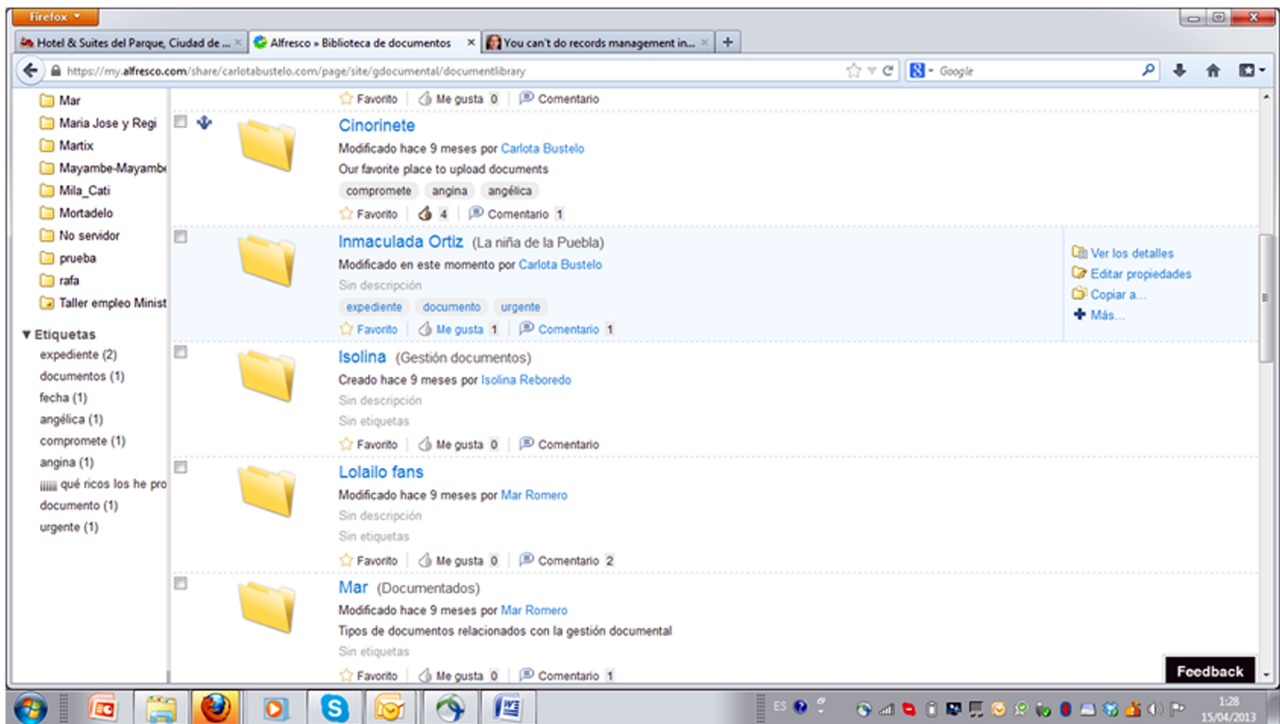 Firefox
Hotel & Suites del Parque, Ciudad de ...
Alfresco » Biblioteca de documentos
You can't do records management in...
https://my.alfresco.com/share/carlotabustelo.com/page/site/gdocumental/documentlibrary
Google
Mar
Maria Jose y Regi
Martix
Mayambe-Mayambe
Mila_Cati
Mortadelo
No servidor
prueba
rafa
Taller empleo Minist
Etiquetas
expediente (2)
documentos (1)
fecha (1)
angélica (1)
compromete (1)
angina (1)
¡¡¡¡¡¡ qué ricos los he pro
documento (1)
urgente (1)
Favorito Me gusta 0 Comentario
Cinorinete
Modificado hace 9 meses por Carlota Bustelo
Our favorite place to upload documents
compromete angina angélica
Favorito 4 Comentario 1
Inmaculada Ortiz (La niña de la Puebla)
Modificado en este momento por Carlota Bustelo
Sin descripción
expediente documento urgente
Favorito Me gusta 1 Comentario 1
Ver los detalles
Editar propiedades
Copiar a...
Más...
Isolina (Gestión documentos)
Creado hace 9 meses por Isolina Reboredo
Sin descripción
Sin etiquetas
Favorito Me gusta 0 Comentario
Lolailo fans
Modificado hace 9 meses por Mar Romero
Sin descripción
Sin etiquetas
Favorito Me gusta 0 Comentario 2
Mar (Documentados)
Modificado hace 9 meses por Mar Romero
Tipos de documentos relacionados con la gestión documental
Sin etiquetas
Favorito Me gusta 0 Comentario 1
Feedback
ES
1:28
15/04/2013